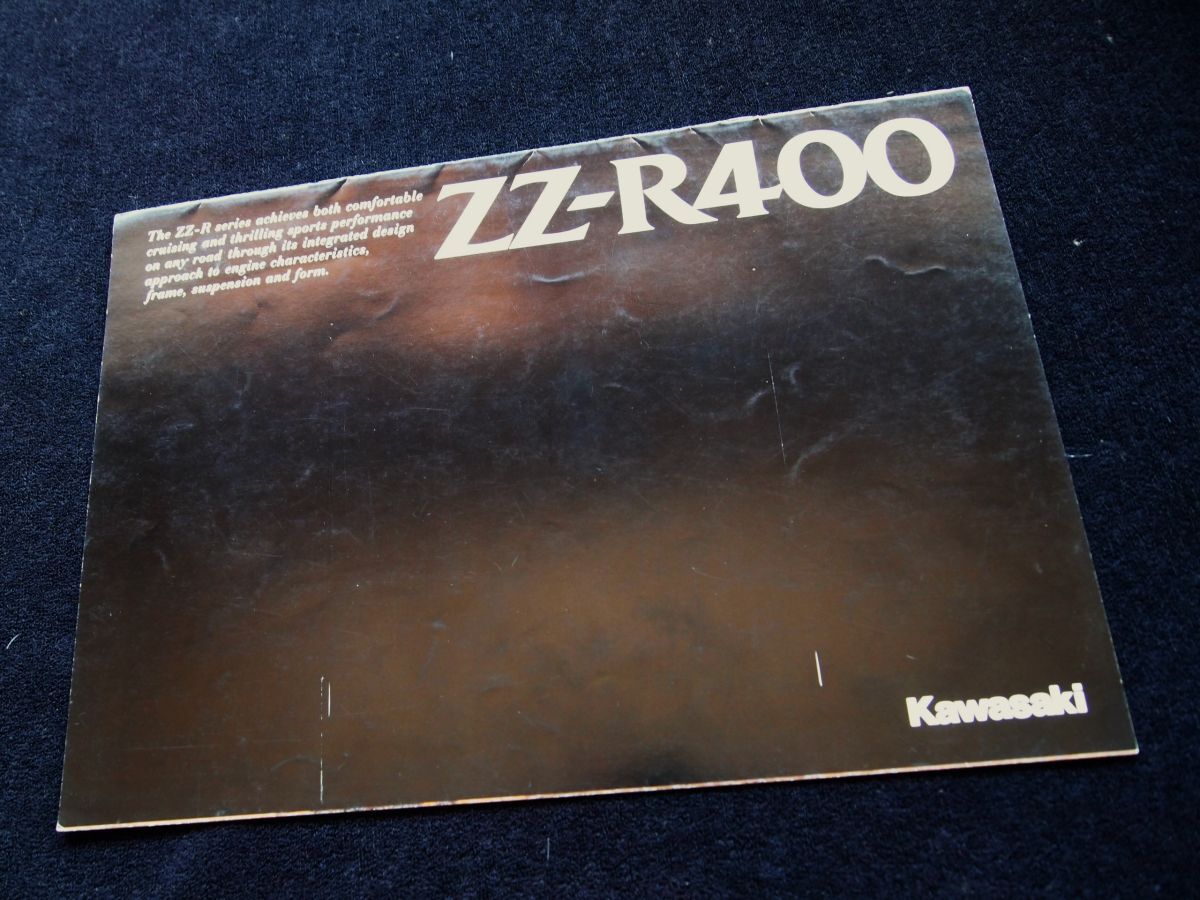 ZZ-R400
The ZZ-R series achieves both comfortable
cruising and thrilling sports performance
on any road through its integrated design
approach to engine characteristics,
frame, suspension and form.
Kawasaki